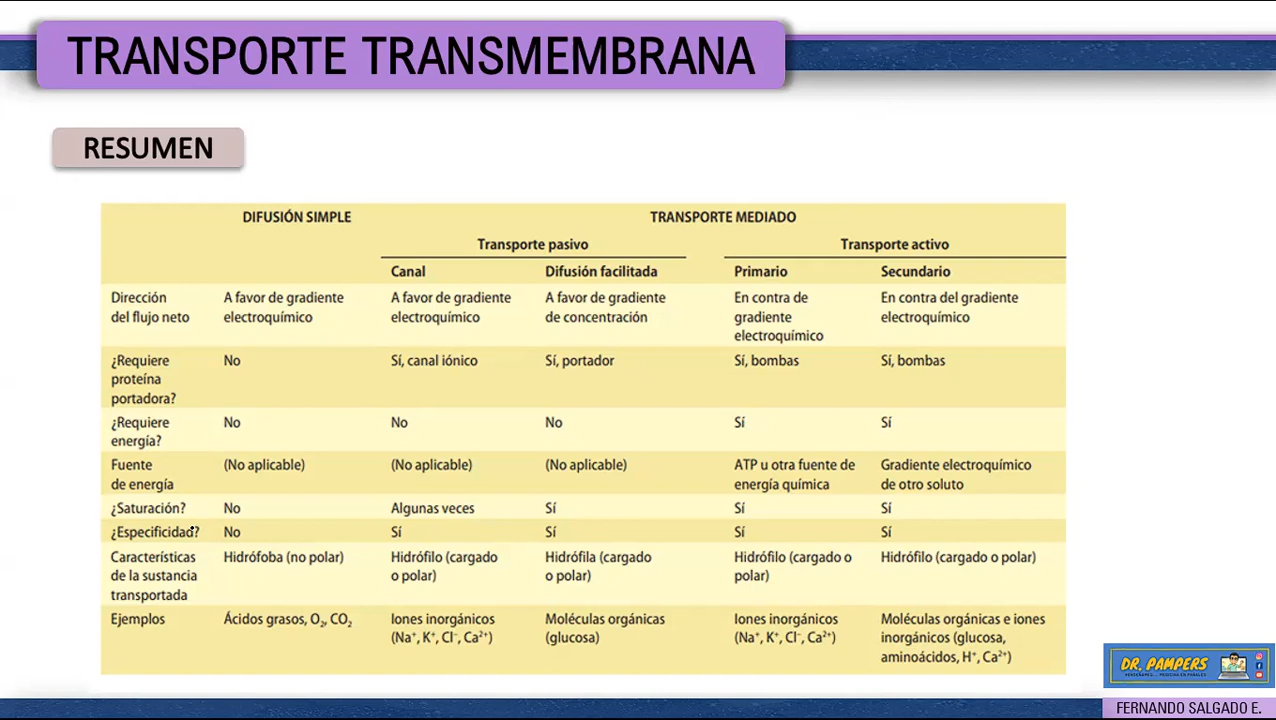 TRANSPORTE TRANSMEMBRANA
RESUMEN
DIFUSIÓN SIMPLE TRANSPORTE MEDIADO
Transporte pasivo Transporte activo
Canal Difusión facilitada Primario Secundario
Dirección A favor de gradiente A favor de gradiente A favor de gradiente En contra de En contra del gradiente
del flujo neto electroquímico electroquímico de concentración gradiente electroquímico
electroquímico
¿Requiere No Sí, canal iónico Sí, portador Sí, bombas Sí, bombas
proteína
portadora?
¿Requiere No No No Sí Sí
energía?
Fuente (No aplicable) (No aplicable) (No aplicable) ATP u otra fuente de Gradiente electroquímico
de energía energía química de otro soluto
¿Saturación? No Algunas veces Sí Sí Sí
¿Especificidad? No Sí Sí Sí Sí
Características Hidrófoba (no polar) Hidrófilo (cargado Hidrófila (cargado Hidrófilo (cargado o Hidrófilo (cargado o polar)
de la sustancia o polar) o polar) polar)
transportada
Ejemplos Ácidos grasos, O₂, CO₂ Iones inorgánicos Moléculas orgánicas Iones inorgánicos Moléculas orgánicas e iones
(Na⁺, K⁺, Cl⁻, Ca²⁺) (glucosa) (Na⁺, K⁺, Cl⁻, Ca²⁺) inorgánicos (glucosa,
aminoácidos, H⁺, Ca²⁺)
DR. PAMPERS
FERNANDO SALGADO E.